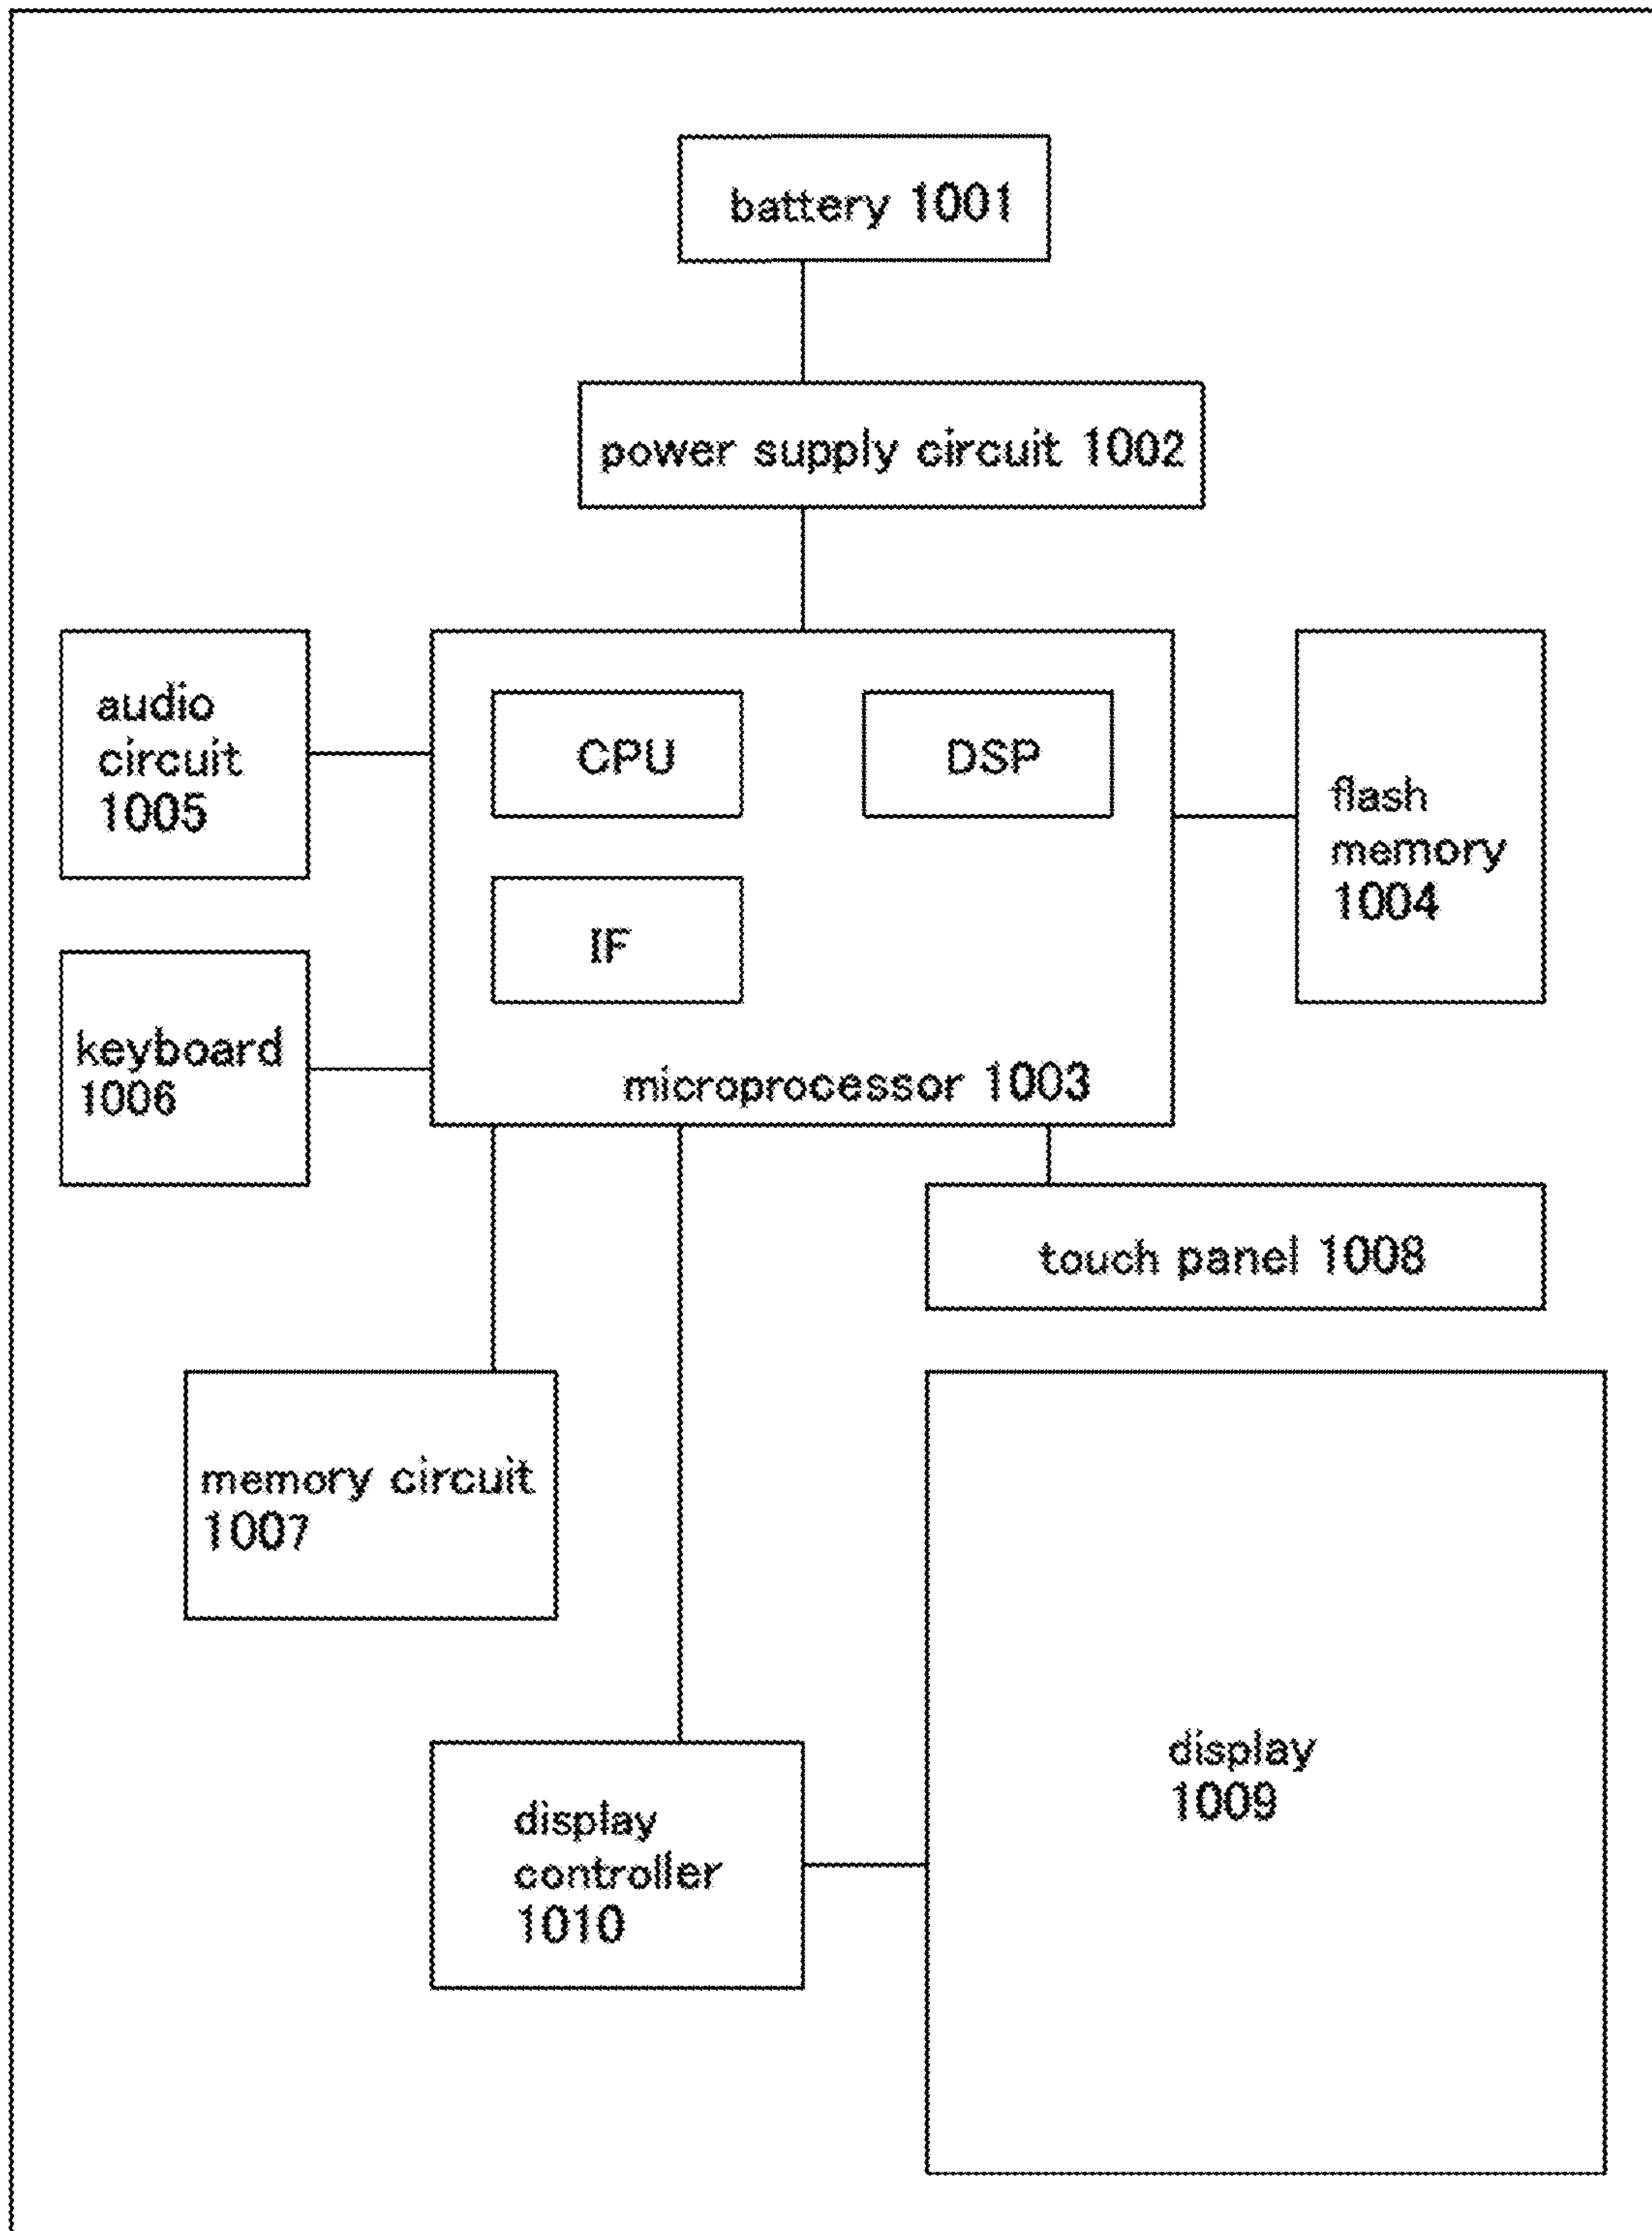 battery 1001
power supply circuit 1002
audio
circuit
1005
CPU
DSP
flash
memory
1004
IF
keyboard
1006
microprocessor 1003
touch panel 1008
memory circuit
1007
display
1009
display
controller
1010